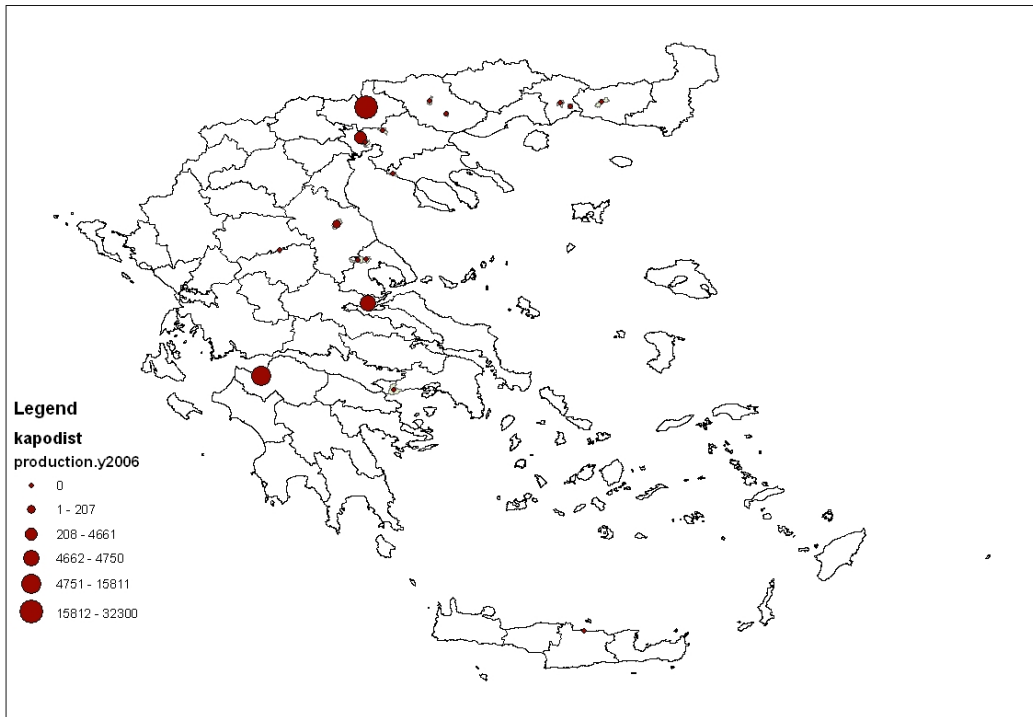 Legend
kapodist
production.y2006
0
1 - 207
208 - 4661
4662 - 4750
4751 - 15811
15812 - 32300